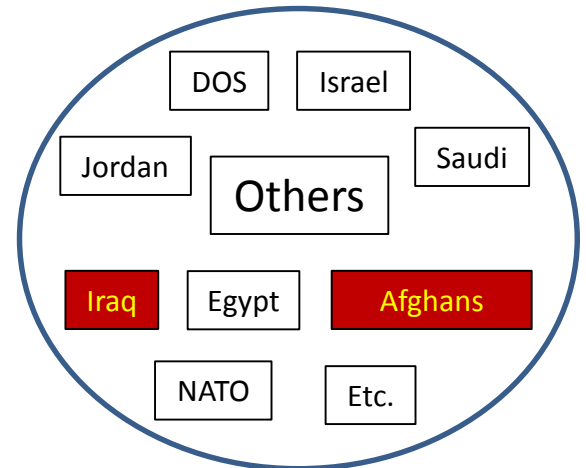 DOS
Israel
Jordan
Others
Saudi
Iraq
Egypt
Afghans
NATO
Etc.